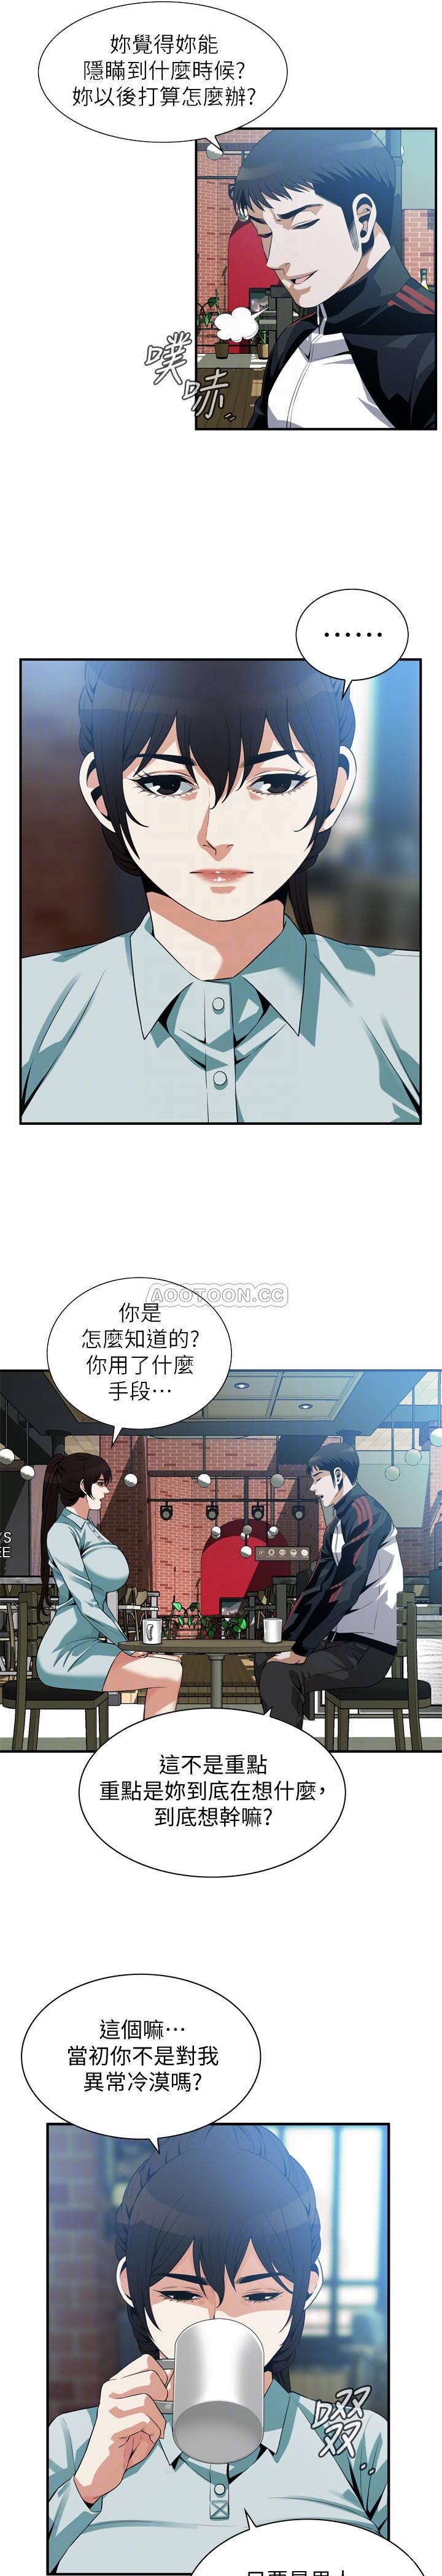 妳覺得妳能
隱瞞到什麼時候?
妳以後打算怎麼辦?
噗
哧
……
AOOTOON.CC
你是
怎麼知道的?
你用了什麼
手段…
YS
EE
這不是重點
重點是妳到底在想什麼，
到底想幹嘛?
這個嘛…
當初你不是對我
異常冷漠嗎?
啜
啜